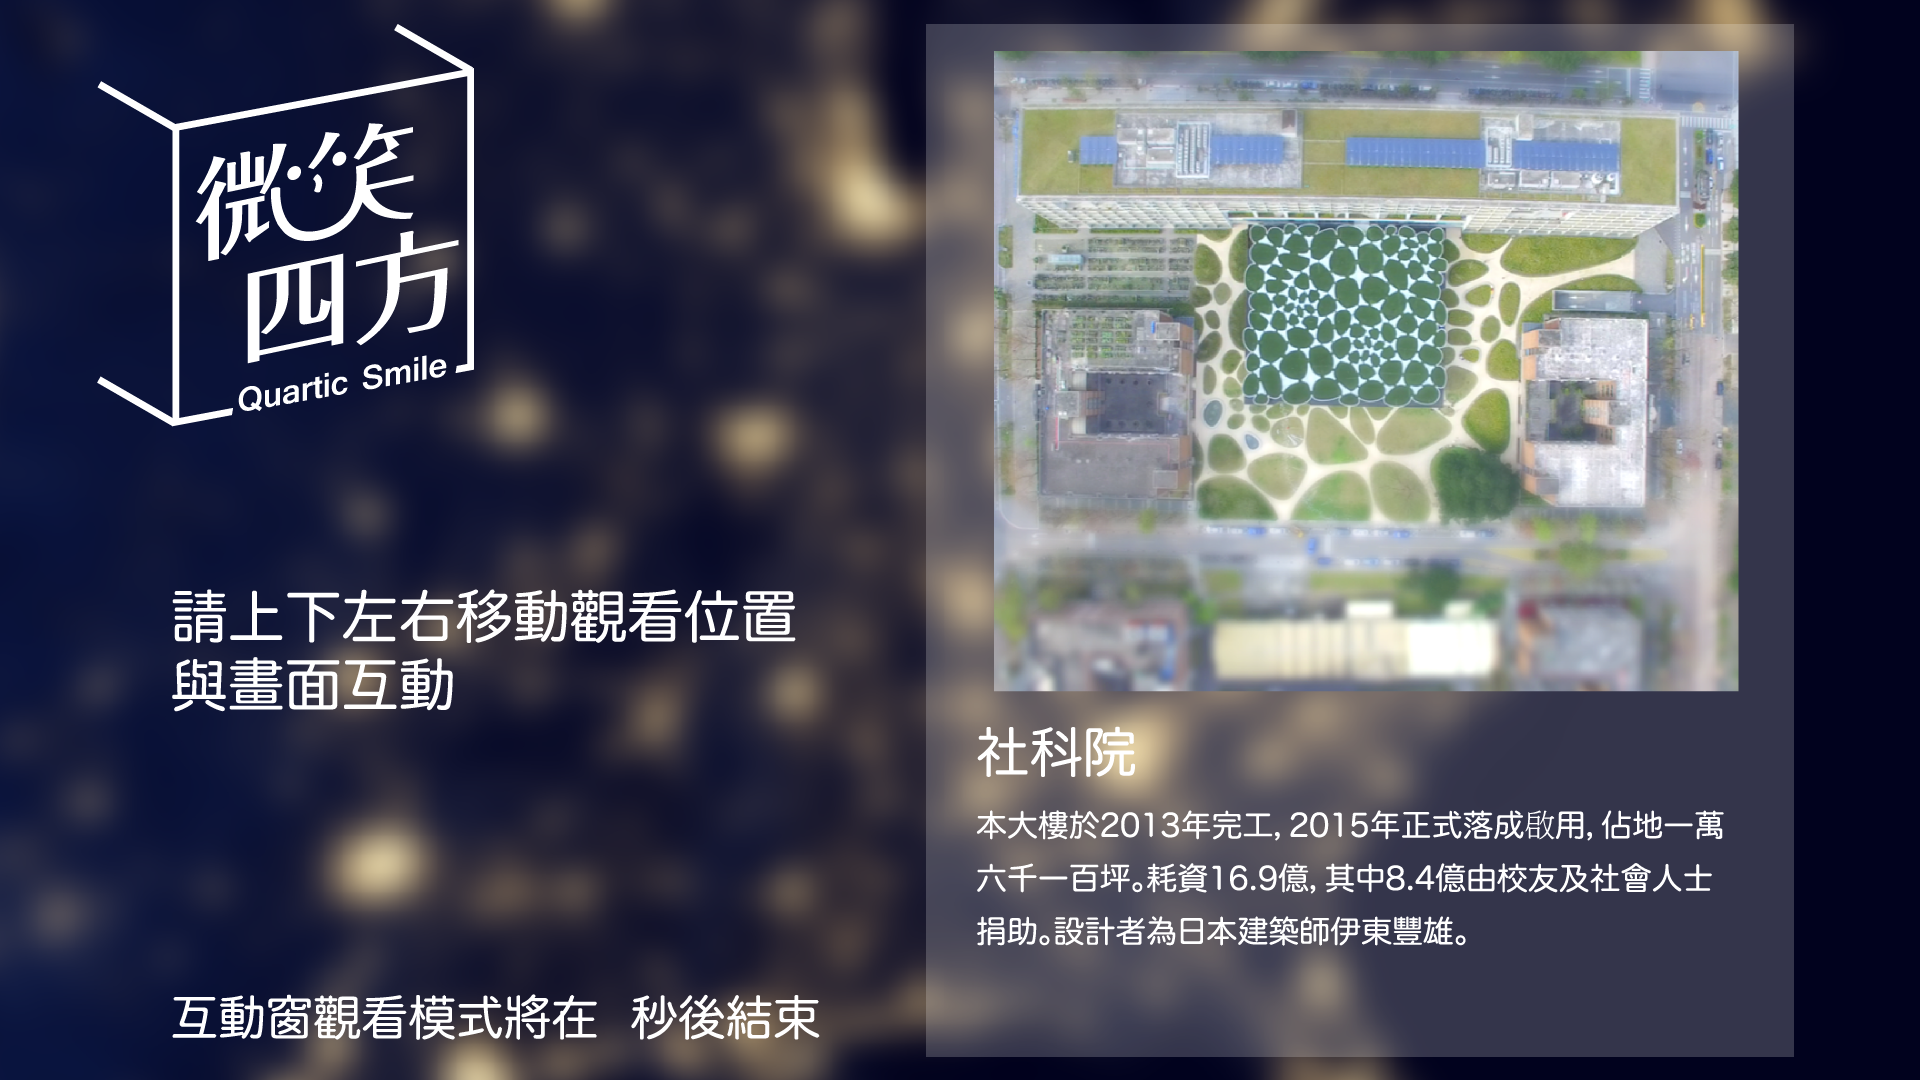 微笑
四方
Quartic Smile
請上下左右移動觀看位置
與畫面互動
互動窗觀看模式將在 秒後結束
社科院
本大樓於2013年完工, 2015年正式落成啟用, 佔地一萬
六千一百坪。耗資16.9億, 其中8.4億由校友及社會人士
捐助。設計者為日本建築師伊東豐雄。